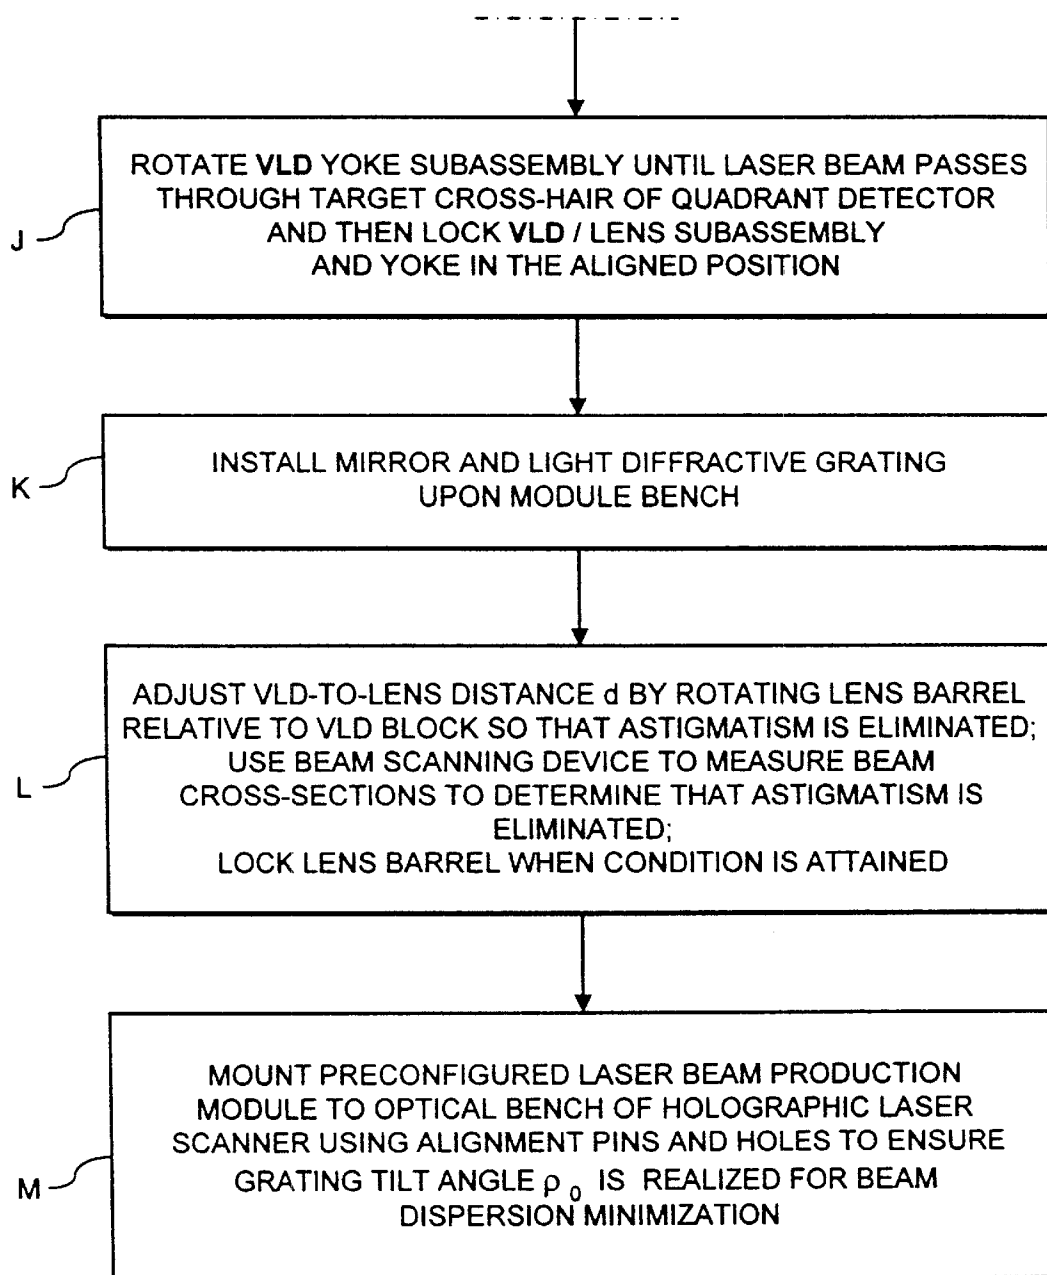 J
ROTATE VLD YOKE SUBASSEMBLY UNTIL LASER BEAM PASSES
THROUGH TARGET CROSS-HAIR OF QUADRANT DETECTOR
AND THEN LOCK VLD / LENS SUBASSEMBLY
AND YOKE IN THE ALIGNED POSITION
K
INSTALL MIRROR AND LIGHT DIFFRACTIVE GRATING
UPON MODULE BENCH
L
ADJUST VLD-TO-LENS DISTANCE d BY ROTATING LENS BARREL
RELATIVE TO VLD BLOCK SO THAT ASTIGMATISM IS ELIMINATED;
USE BEAM SCANNING DEVICE TO MEASURE BEAM
CROSS-SECTIONS TO DETERMINE THAT ASTIGMATISM IS
ELIMINATED;
LOCK LENS BARREL WHEN CONDITION IS ATTAINED
M
MOUNT PRECONFIGURED LASER BEAM PRODUCTION
MODULE TO OPTICAL BENCH OF HOLOGRAPHIC LASER
SCANNER USING ALIGNMENT PINS AND HOLES TO ENSURE
GRATING TILT ANGLE ρ₀ IS REALIZED FOR BEAM
DISPERSION MINIMIZATION